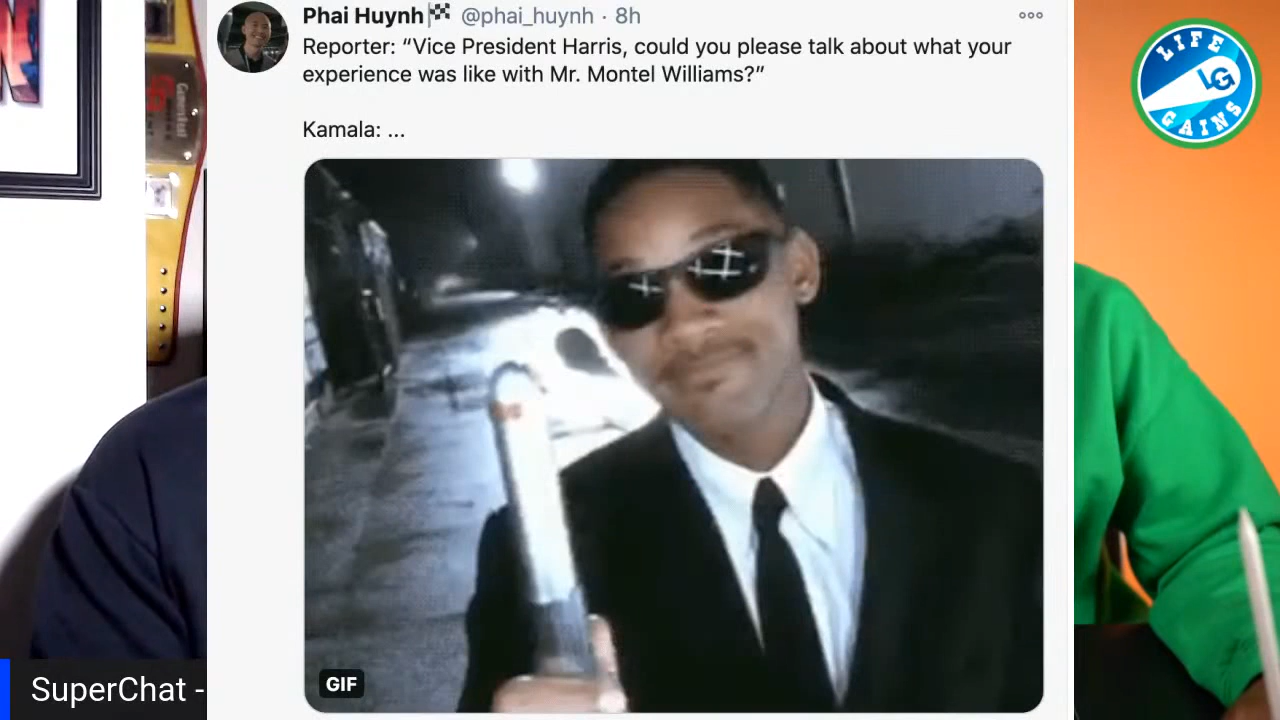 Phai Huynh @phai_huynh · 8h
Reporter: “Vice President Harris, could you please talk about what your
experience was like with Mr. Montel Williams?”
Kamala: ...
LIFE
LG
GAINS
GIF
SuperChat -